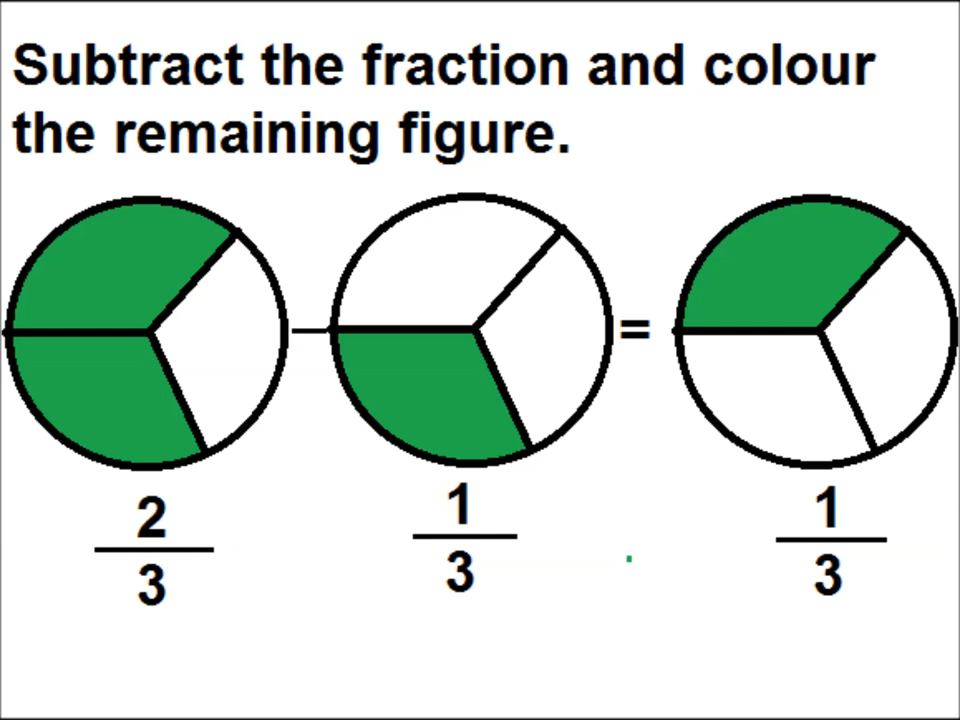 Subtract the fraction and colour
the remaining figure.
— =
2 1 1
3 3 3